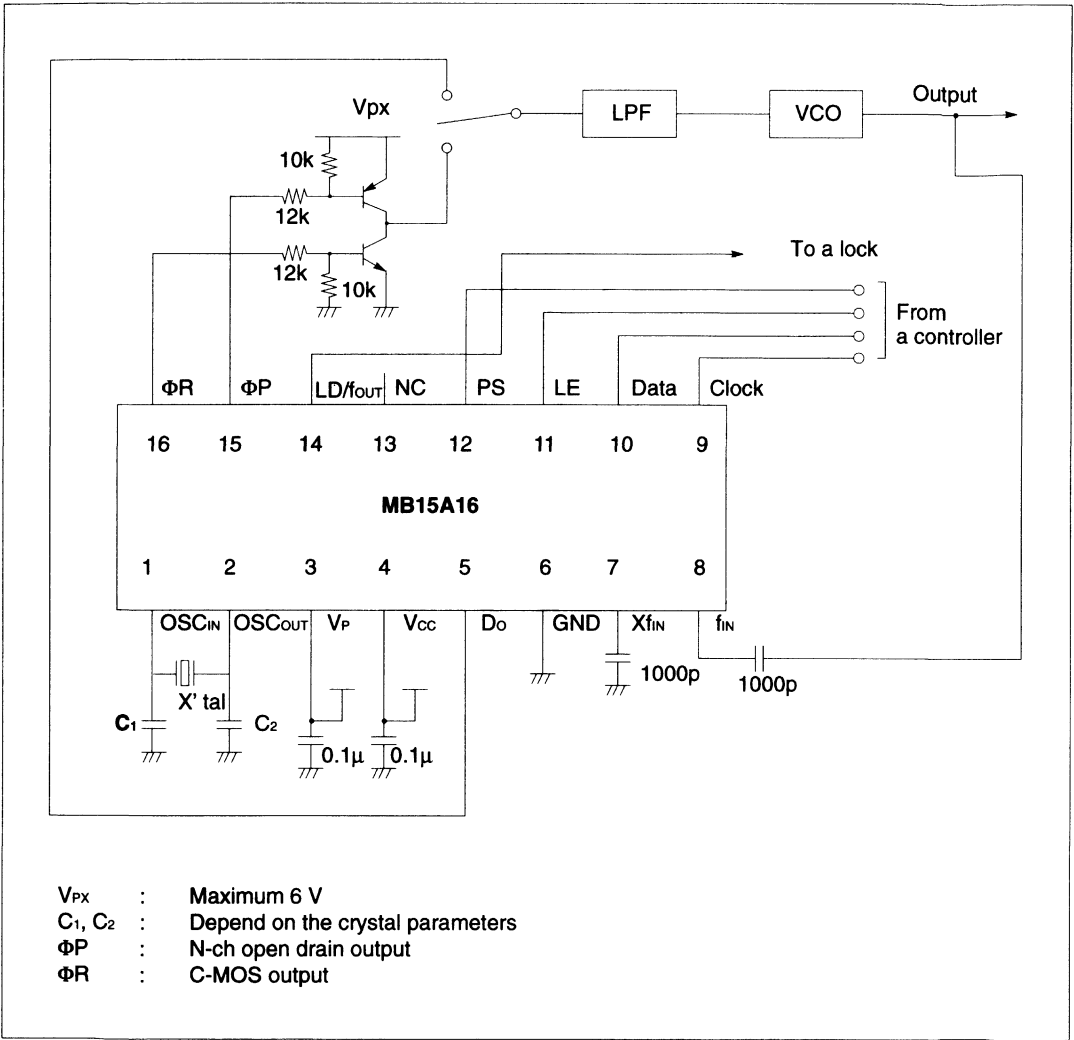 Vpx
LPF
VCO
Output
10k
12k
12k
10k
To a lock
From
a controller
ΦR
ΦP
LD/fOUT
NC
PS
LE
Data
Clock
16
15
14
13
12
11
10
9
MB15A16
1
2
3
4
5
6
7
8
OSCIN
OSCOUT
VP
VCC
DO
GND
XfIN
fIN
X' tal
1000p
1000p
C1
C2
0.1μ
0.1μ
VPX : Maximum 6 V
C1, C2 : Depend on the crystal parameters
ΦP : N-ch open drain output
ΦR : C-MOS output